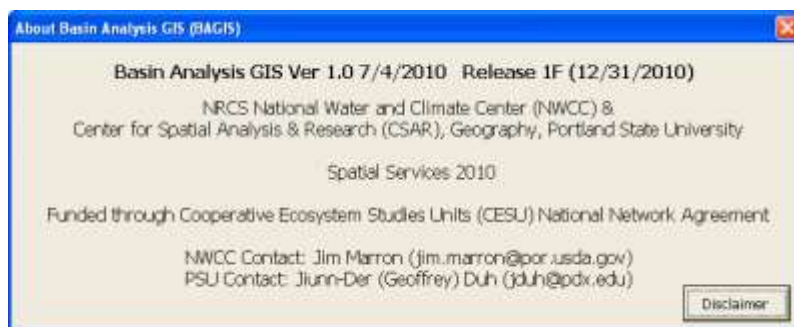 About Basin Analysis GIS (BAGIS)
Basin Analysis GIS Ver 1.0 7/4/2010 Release 1F (12/31/2010)
NRCS National Water and Climate Center (NWCC) &
Center for Spatial Analysis & Research (CSAR), Geography, Portland State University
Spatial Services 2010
Funded through Cooperative Ecosystem Studies Units (CESU) National Network Agreement
NWCC Contact: Jim Marron (jim.marron@por.usda.gov)
PSU Contact: Jiunn-Der (Geoffrey) Duh (jduh@pdx.edu)
Disclaimer